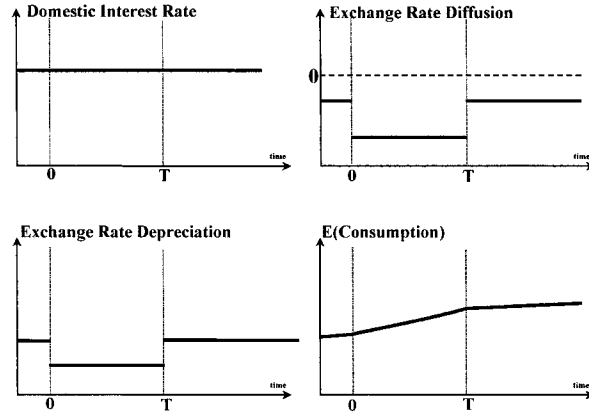 Domestic Interest Rate
time
0
T
Exchange Rate Diffusion
0
time
0
T
Exchange Rate Depreciation
time
0
T
E(Consumption)
time
0
T